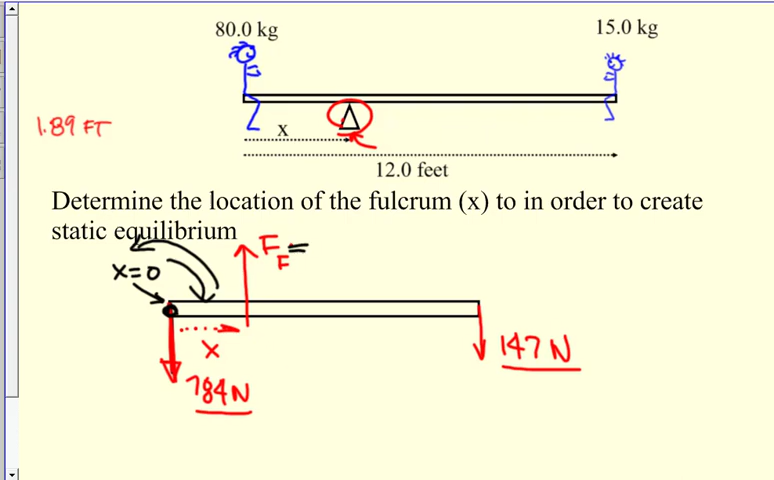 80.0 kg
15.0 kg
1.89 FT
x
12.0 feet
Determine the location of the fulcrum (x) to in order to create
static equilibrium
F_F =
x=0
x
147 N
784N